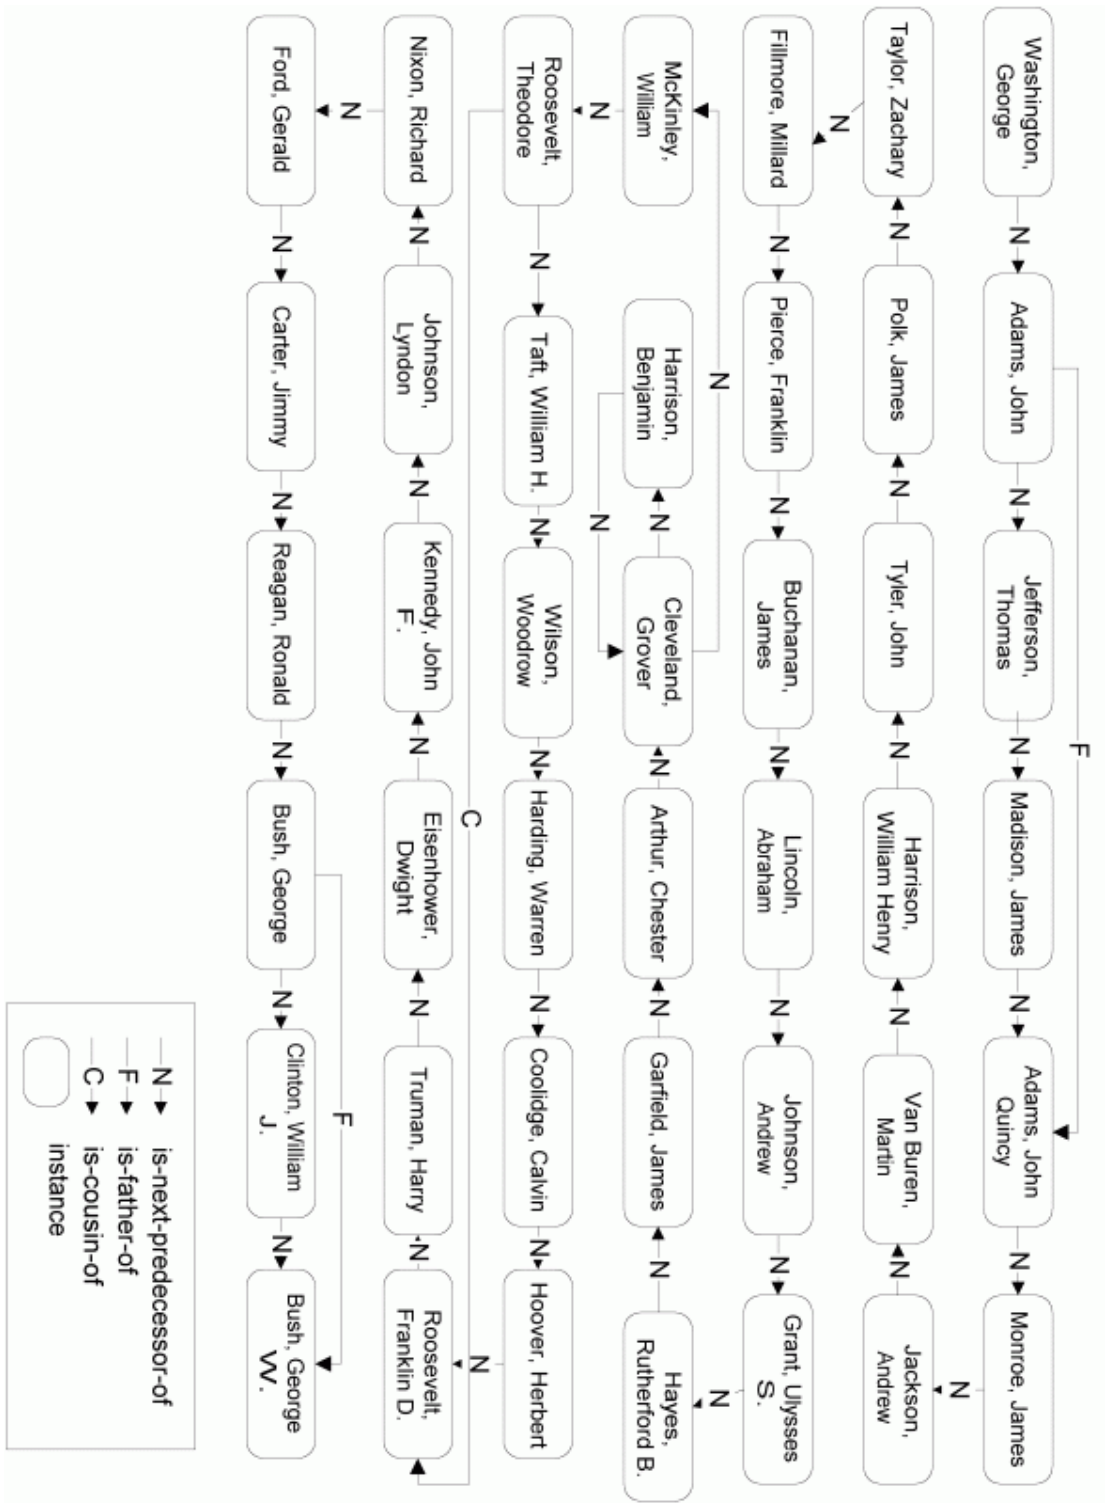 F
Washington,
George
N
Adams, John
N
Jefferson,
Thomas
N
Madison, James
N
Adams, John
Quincy
N
Monroe, James
N
Taylor, Zachary
N
Polk, James
N
Tyler, John
N
Harrison,
William Henry
N
Van Buren,
Martin
N
Jackson,
Andrew
N
Fillmore, Millard
N
Pierce, Franklin
N
Buchanan,
James
N
Lincoln,
Abraham
N
Johnson,
Andrew
N
Grant, Ulysses
S.
N
N
McKinley,
William
Harrison,
Benjamin
N
Cleveland,
Grover
N
Arthur, Chester
N
Garfield, James
N
Hayes,
Rutherford B.
N
N
Roosevelt,
Theodore
N
Taft, William H.
N
Wilson,
Woodrow
N
Harding, Warren
N
Coolidge, Calvin
N
Hoover, Herbert
C
N
Nixon, Richard
N
Johnson,
Lyndon
N
Kennedy, John
F.
N
Eisenhower,
Dwight
N
Truman, Harry
N
Roosevelt,
Franklin D.
N
F
Ford, Gerald
N
Carter, Jimmy
N
Reagan, Ronald
N
Bush, George
N
Clinton, William
J.
N
Bush, George
W.
N is-next-predecessor-of
F is-father-of
C is-cousin-of
instance